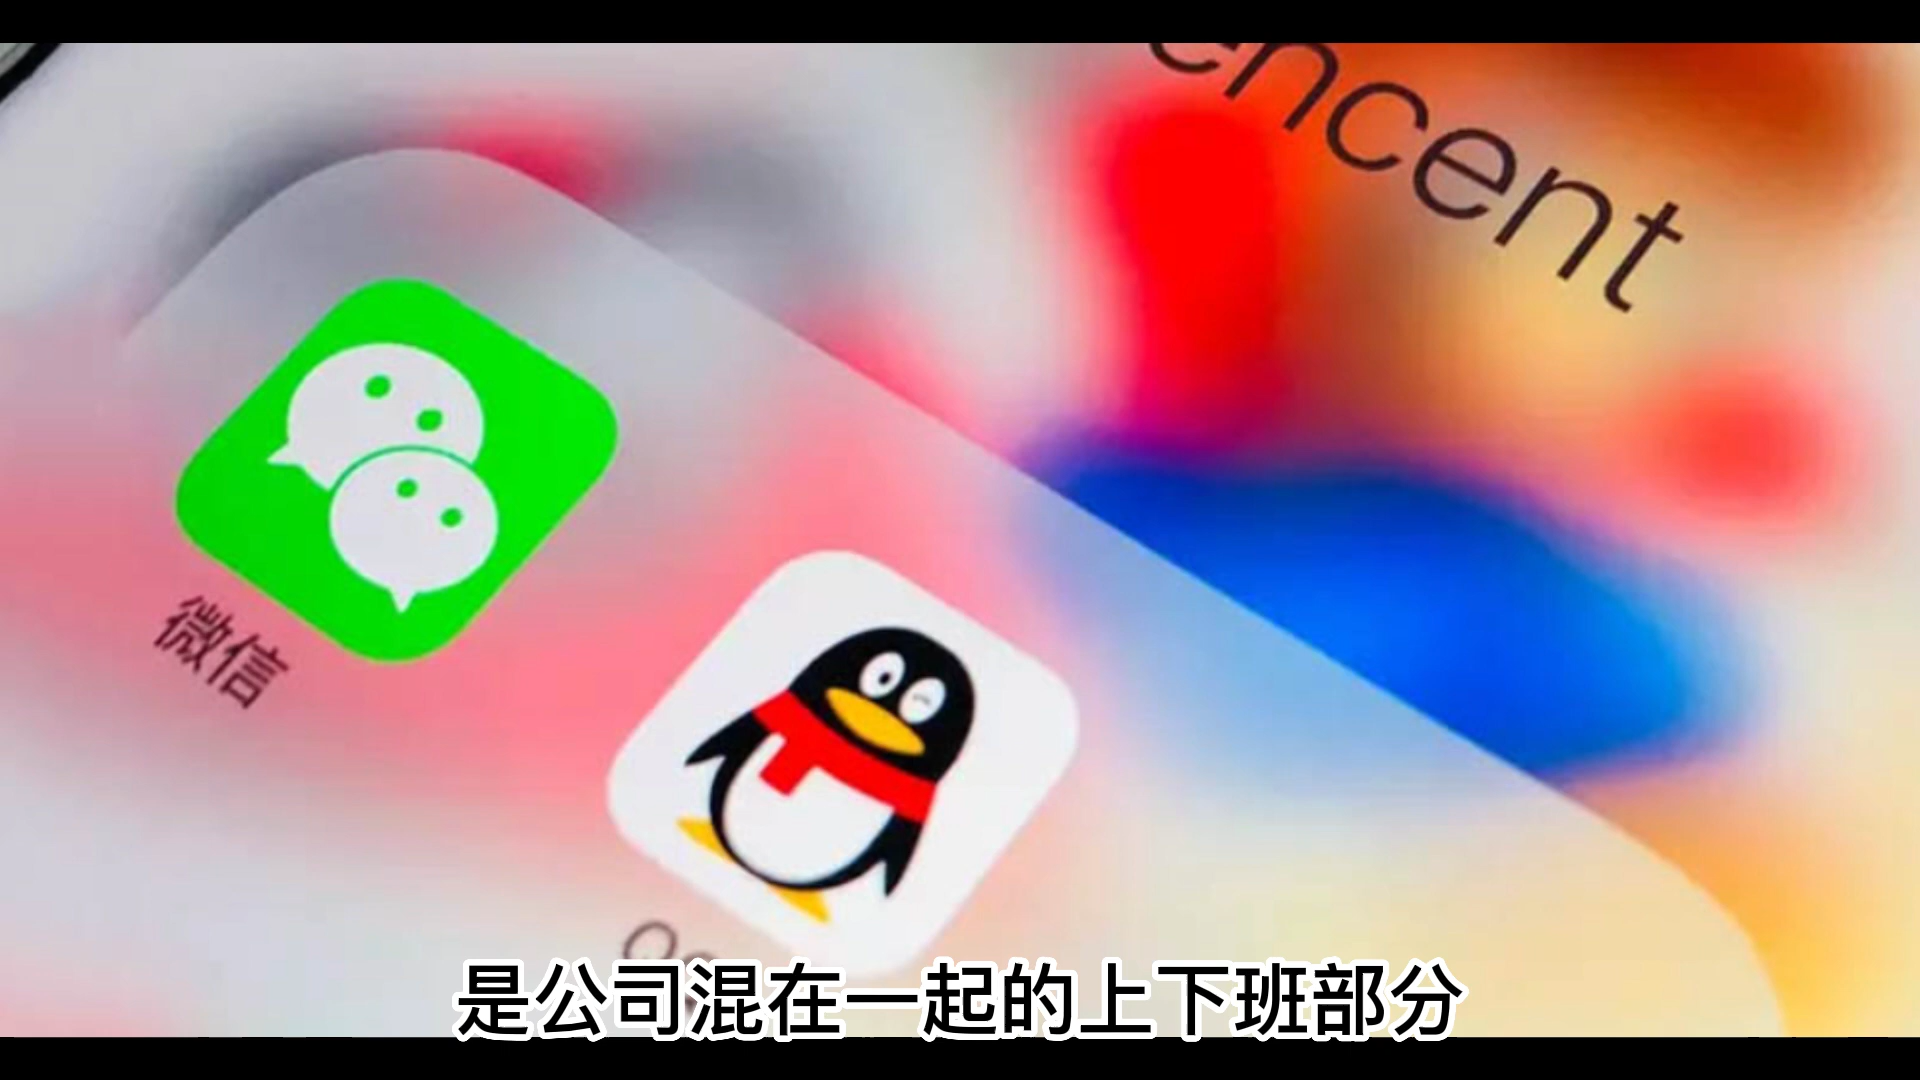 encent
微信
是公司混在一起的上下班部分